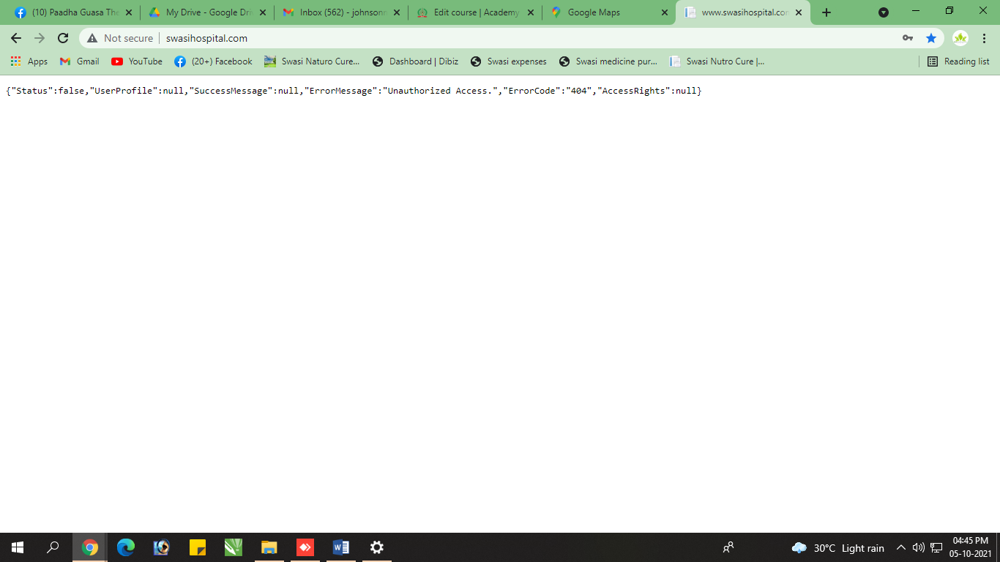 (10) Paadha Guasa The
My Drive - Google Dri
Inbox (562) - johnsonn
Edit course | Academy
Google Maps
www.swasihospital.com
Not secure | swasihospital.com
Apps
Gmail
YouTube
(20+) Facebook
Swasi Naturo Cure...
Dashboard | Dibiz
Swasi expenses
Swasi medicine pur...
Swasi Nutro Cure |...
Reading list
{"Status":false,"UserProfile":null,"SuccessMessage":null,"ErrorMessage":"Unauthorized Access.","ErrorCode":"404","AccessRights":null}
30°C Light rain
04:45 PM
05-10-2021